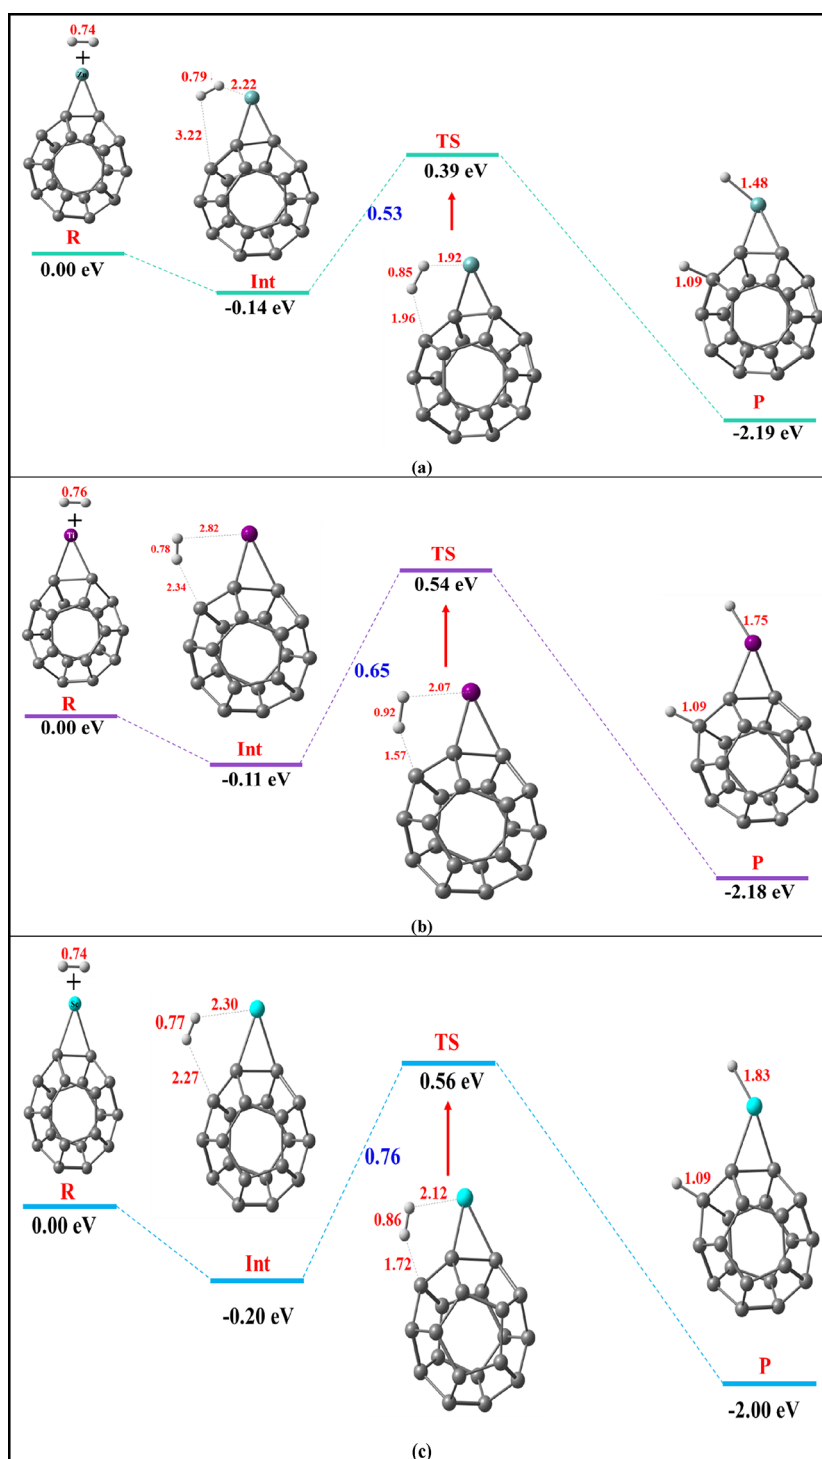 0.74
+
Zn
R
0.00 eV
0.79
2.22
3.22
Int
-0.14 eV
0.53
TS
0.39 eV
1.92
0.85
1.96
1.48
1.09
P
-2.19 eV
(a)
0.76
+
Ti
R
0.00 eV
2.82
0.78
2.34
Int
-0.11 eV
0.65
TS
0.54 eV
2.07
0.92
1.57
1.75
1.09
P
-2.18 eV
(b)
0.74
+
Sc
R
0.00 eV
2.30
0.77
2.27
Int
-0.20 eV
0.76
TS
0.56 eV
2.12
0.86
1.72
1.83
1.09
P
-2.00 eV
(c)